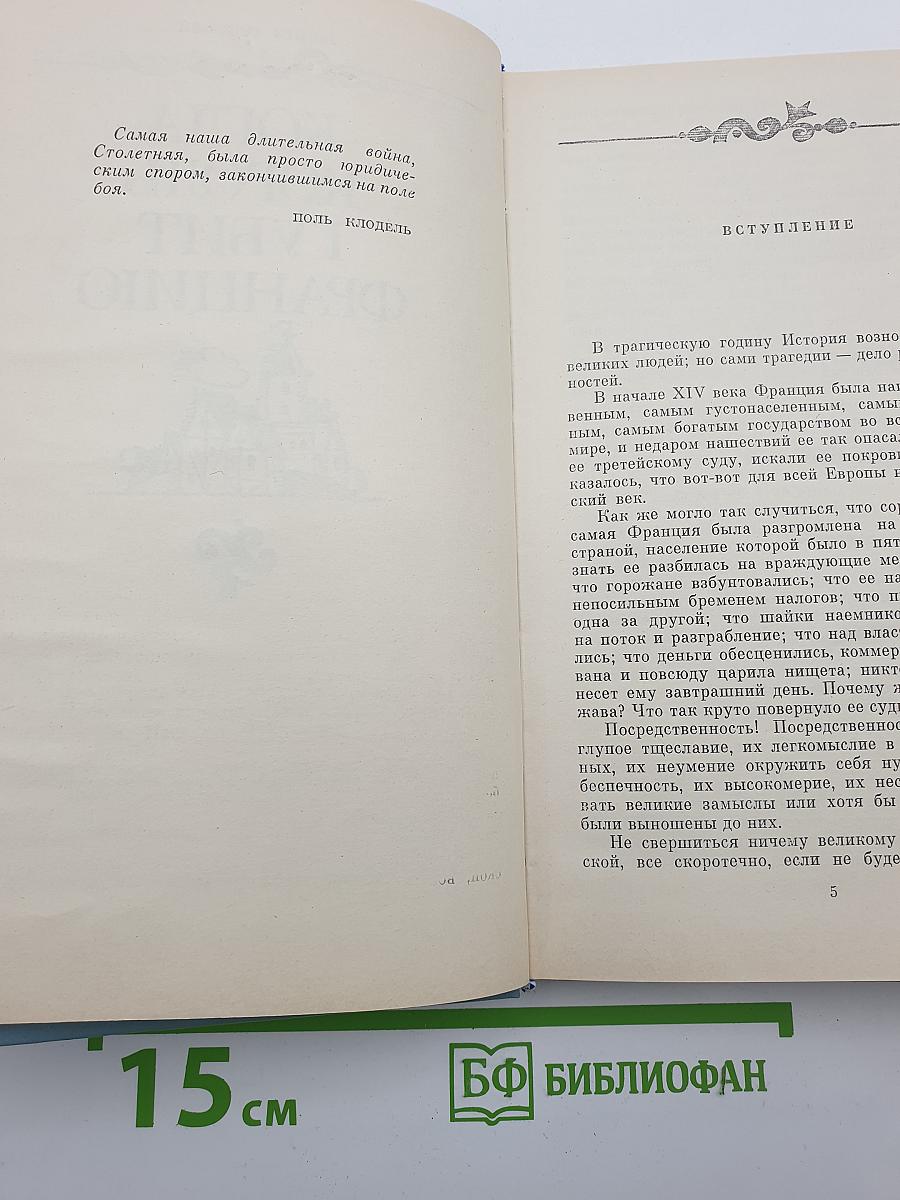 Самая наша длительная война,
Столетняя, была просто юридиче-
ским спором, закончившимся на поле
боя.
ПОЛЬ КЛОДЕЛЬ
ВСТУПЛЕНИЕ
В трагическую годину История возно
великих людей; но сами трагедии — дело
ностей.
В начале XIV века Франция была
венным, самым густонаселенным, самы
ным, самым богатым государством во вс
мире, и недаром нашествий ее так опаса
ее третейскому суду, искали ее покрови
казалось, что вот-вот для всей Европы
ский век.
Как же могло так случиться, что сор
самая Франция была разгромлена на
страной, население которой было в пят
знать ее разбилась на враждующие ме
что горожане взбунтовались; что ее на
непосильным бременем налогов; что п
одна за другой; что шайки наемнико
на поток и разграбление; что над влас
лись; что деньги обесценились, коммер
вана и повсюду царила нищета; никт
несет ему завтрашний день. Почему ж
жава? Что так круто повернуло ее суд
Посредственность! Посредственнос
глупое тщеславие, их легкомыслие в
ных, их неумение окружить себя ну
беспечность, их высокомерие, их нес
вать великие замыслы или хотя бы
были выношены до них.
Не свершиться ничему великому
ской, все скоротечно, если не буде
5
15 см
БФ БИБЛИОФАН